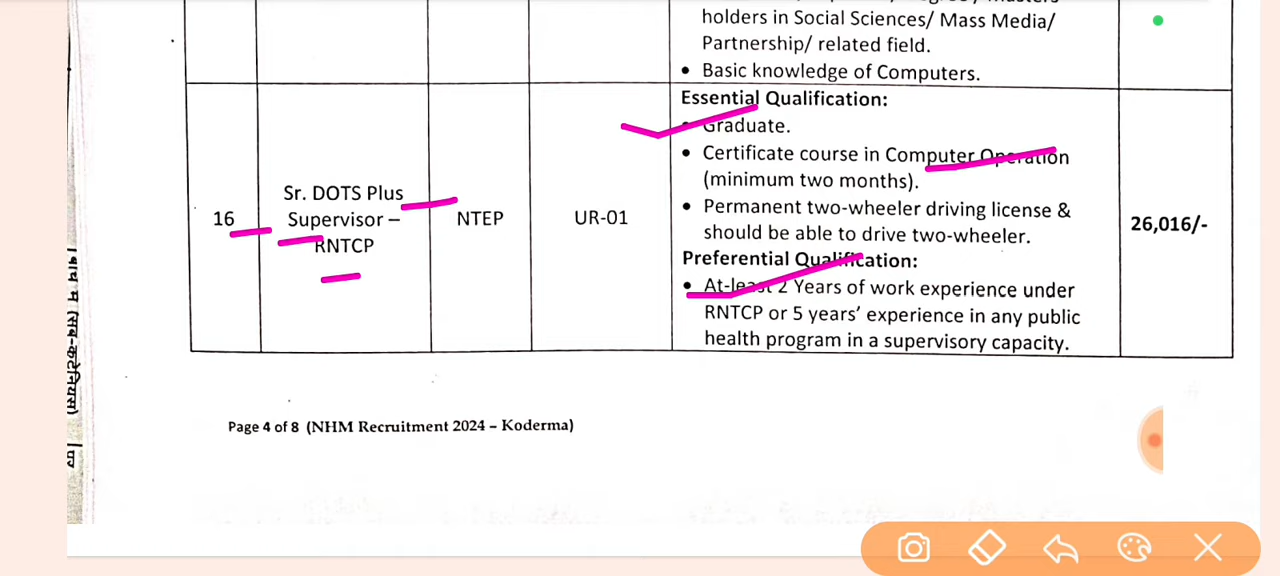 holders in Social Sciences/ Mass Media/
Partnership/ related field.
• Basic knowledge of Computers.
16
Sr. DOTS Plus
Supervisor –
RNTCP
NTEP
UR-01
Essential Qualification:
• Graduate.
• Certificate course in Computer Operation
(minimum two months).
• Permanent two-wheeler driving license &
should be able to drive two-wheeler.
Preferential Qualification:
• At-least 2 Years of work experience under
RNTCP or 5 years’ experience in any public
health program in a supervisory capacity.
26,016/-
Page 4 of 8 (NHM Recruitment 2024 – Koderma)